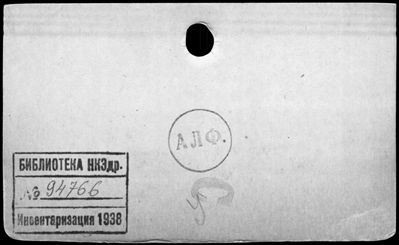 АЛФ.
БИБЛИОТЕКА НКЗдр.
№ 94766
Инвентаризация 1938